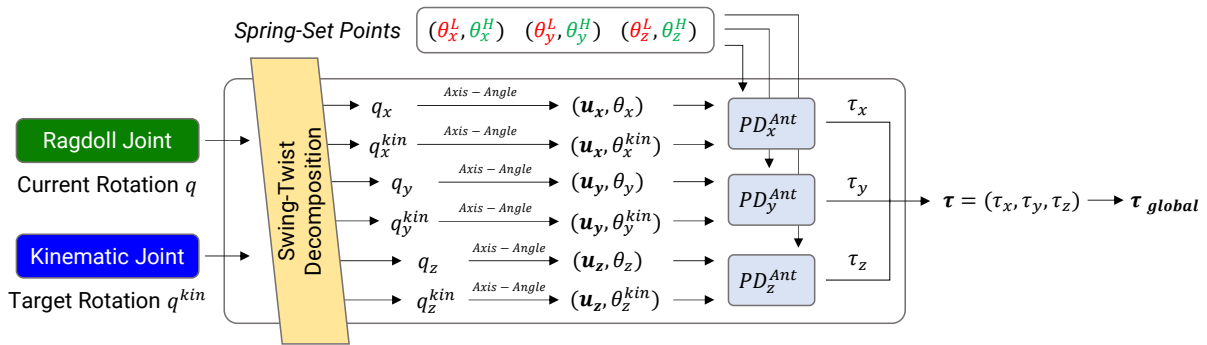 Spring-Set Points (θ_x^L, θ_x^H) (θ_y^L, θ_y^H) (θ_z^L, θ_z^H)
Ragdoll Joint
Current Rotation q
Kinematic Joint
Target Rotation q^{kin}
Swing-Twist
Decomposition
q_x Axis − Angle (u_x, θ_x)
q_x^{kin} Axis − Angle (u_x, θ_x^{kin})
q_y Axis − Angle (u_y, θ_y)
q_y^{kin} Axis − Angle (u_y, θ_y^{kin})
q_z Axis − Angle (u_z, θ_z)
q_z^{kin} Axis − Angle (u_z, θ_z^{kin})
PD_x^{Ant} τ_x
PD_y^{Ant} τ_y
PD_z^{Ant} τ_z
τ = (τ_x, τ_y, τ_z) τ_{global}